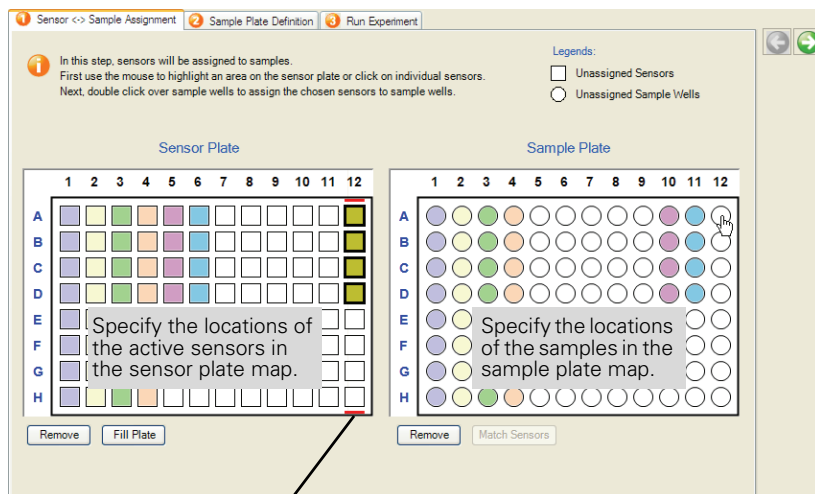 1 Sensor <-> Sample Assignment 2 Sample Plate Definition 3 Run Experiment
In this step, sensors will be assigned to samples.
First use the mouse to highlight an area on the sensor plate or click on individual sensors.
Next, double click over sample wells to assign the chosen sensors to sample wells.
Legends:
Unassigned Sensors
Unassigned Sample Wells
Sensor Plate
1 2 3 4 5 6 7 8 9 10 11 12
A
B
C
D
E
F
G
H
Specify the locations of
the active sensors in
the sensor plate map.
Remove Fill Plate
Sample Plate
1 2 3 4 5 6 7 8 9 10 11 12
A
B
C
D
E
F
G
H
Specify the locations
of the samples in the
sample plate map.
Remove Match Sensors